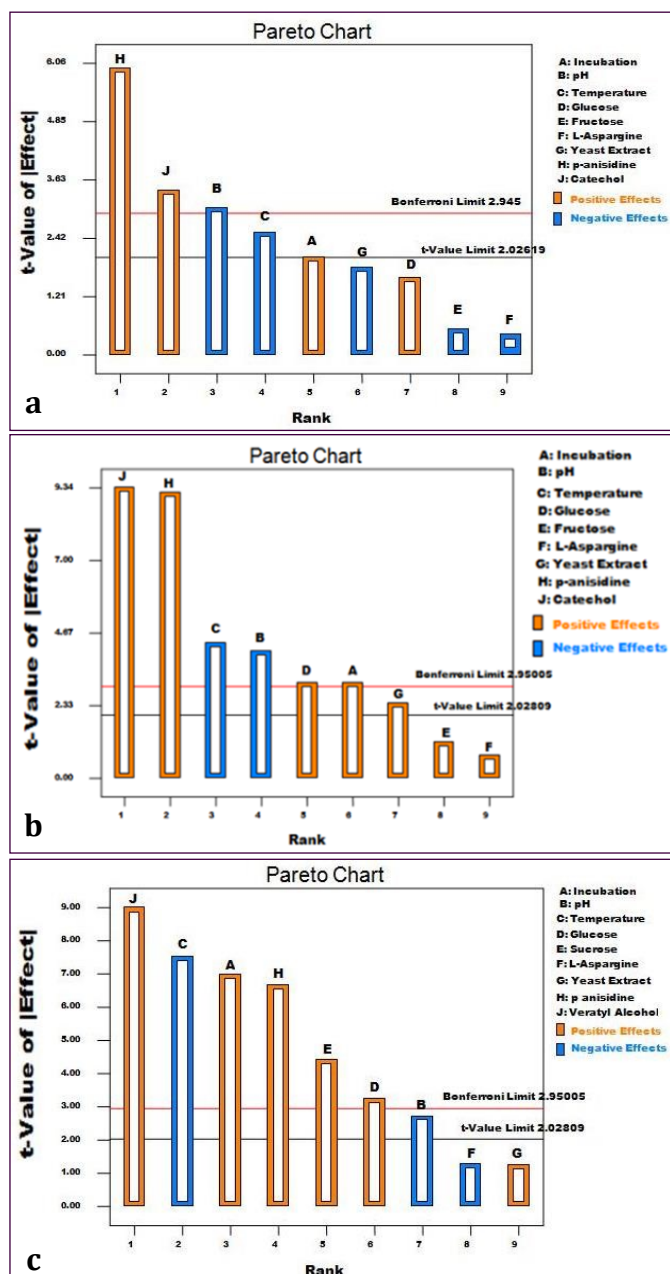 Pareto Chart
t-Value of |Effect|
6.06
4.85
3.63
2.42
1.21
0.00
H
J
B
C
A
G
D
E
F
Bonferroni Limit 2.945
t-Value Limit 2.02619
1 2 3 4 5 6 7 8 9
Rank
A: Incubation
B: pH
C: Temperature
D: Glucose
E: Fructose
F: L-Aspargine
G: Yeast Extract
H: p-anisidine
J: Catechol
Positive Effects
Negative Effects
a
Pareto Chart
t-Value of |Effect|
9.34
7.00
4.67
2.33
0.00
J
H
C
B
D
A
G
E
F
Bonferroni Limit 2.95005
t-Value Limit 2.02809
1 2 3 4 5 6 7 8 9
Rank
A: Incubation
B: pH
C: Temperature
D: Glucose
E: Fructose
F: L-Aspargine
G: Yeast Extract
H: p-anisidine
J: Catechol
Positive Effects
Negative Effects
b
Pareto Chart
t-Value of |Effect|
9.00
8.00
7.00
6.00
5.00
4.00
3.00
2.00
1.00
0.00
J
C
A
H
E
D
B
F
G
Bonferroni Limit 2.95005
t-Value Limit 2.02809
1 2 3 4 5 6 7 8 9
Rank
A: Incubation
B: pH
C: Temperature
D: Glucose
E: Sucrose
F: L-Aspargine
G: Yeast Extract
H: p anisidine
J: Veratyl Alcohol
Positive Effects
Negative Effects
c